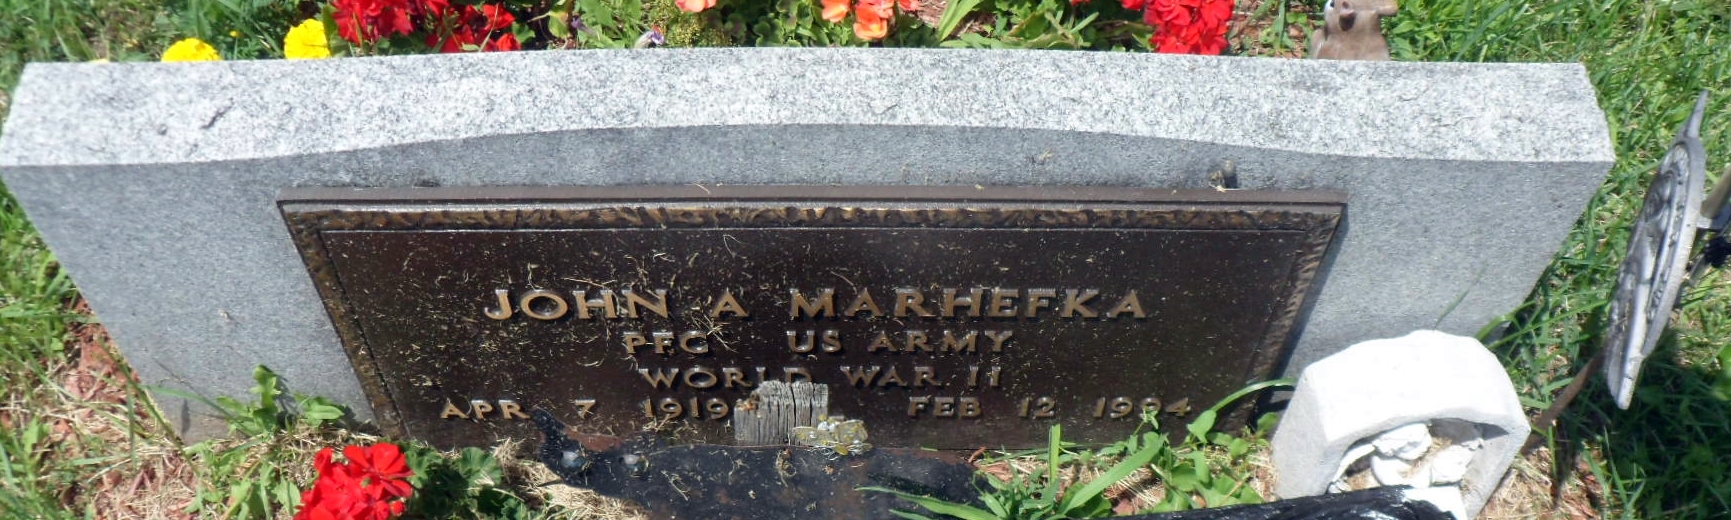 JOHN A MARHEFKA
PFC US ARMY
WORLD WAR II
APR 7 1919 FEB 12 1994